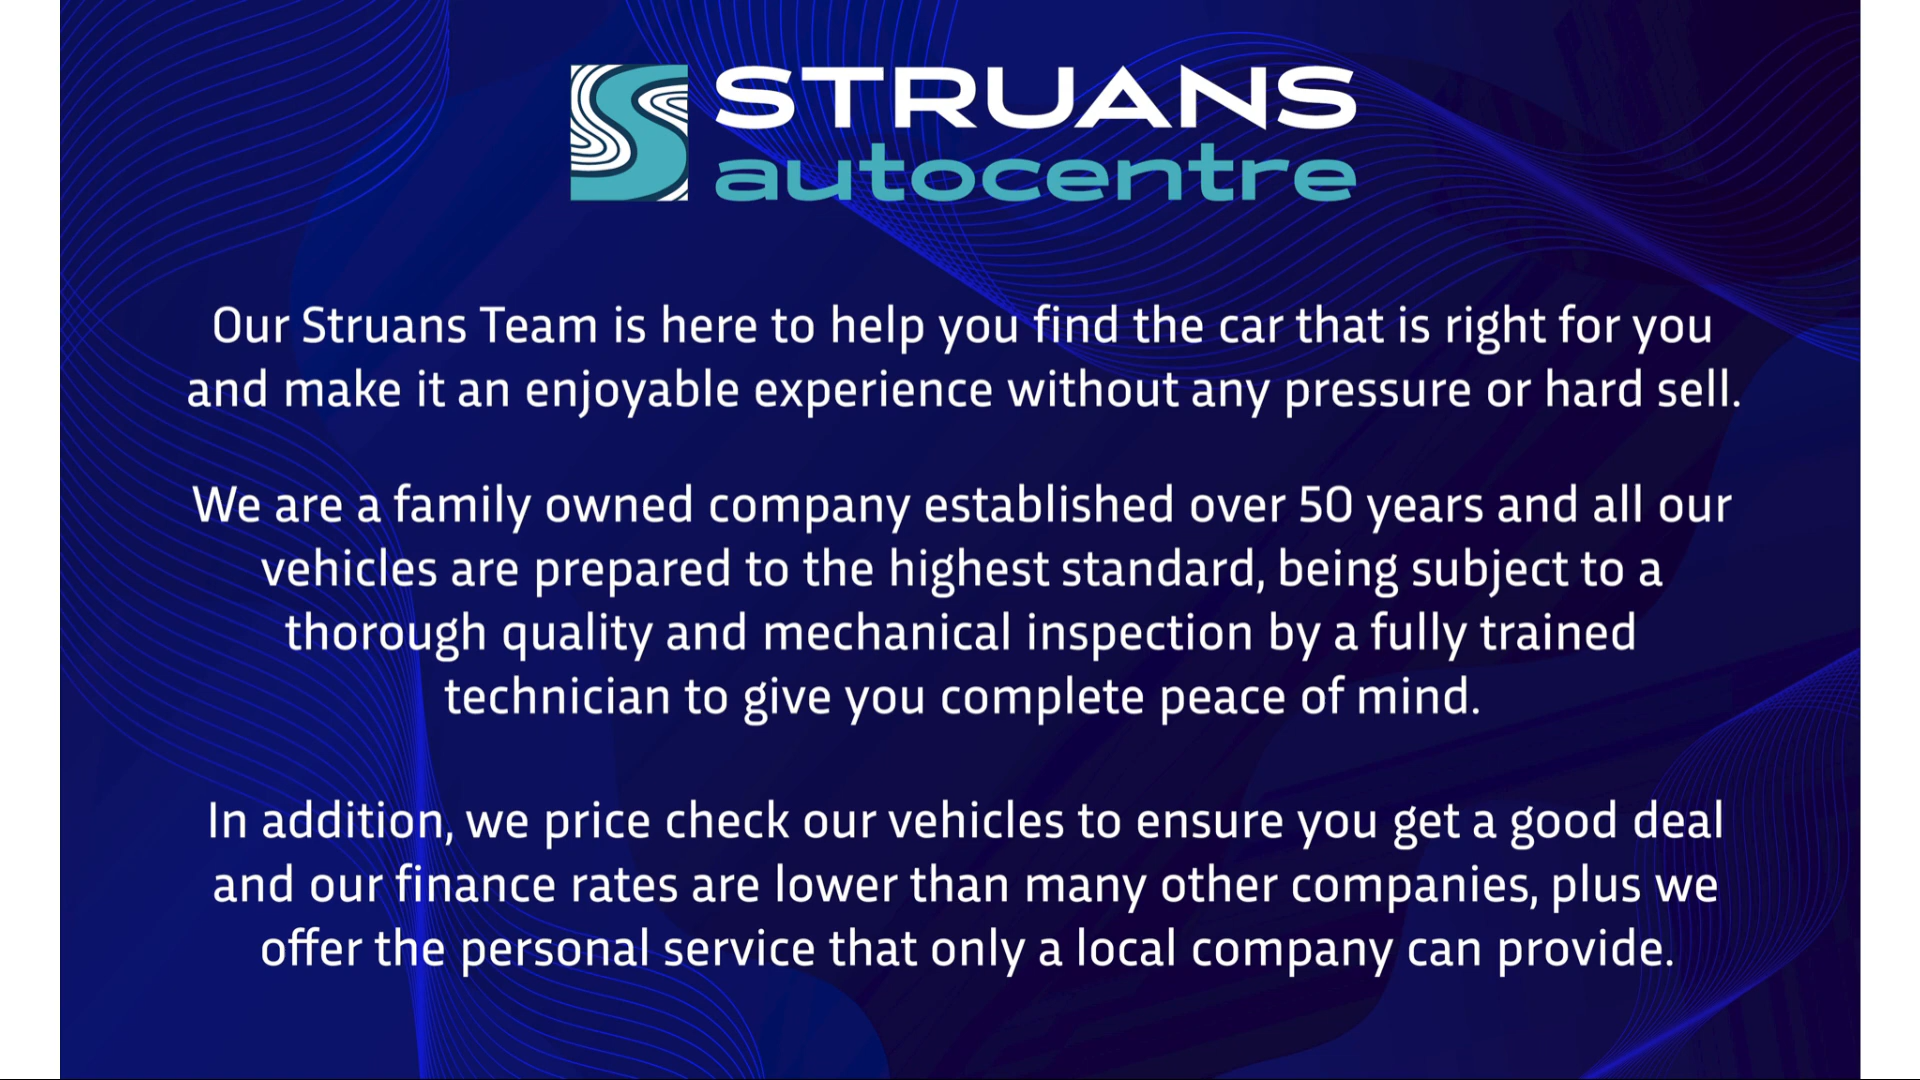 STRUANS
autocentre
Our Struans Team is here to help you find the car that is right for you
and make it an enjoyable experience without any pressure or hard sell.
We are a family owned company established over 50 years and all our
vehicles are prepared to the highest standard, being subject to a
thorough quality and mechanical inspection by a fully trained
technician to give you complete peace of mind.
In addition, we price check our vehicles to ensure you get a good deal
and our finance rates are lower than many other companies, plus we
offer the personal service that only a local company can provide.